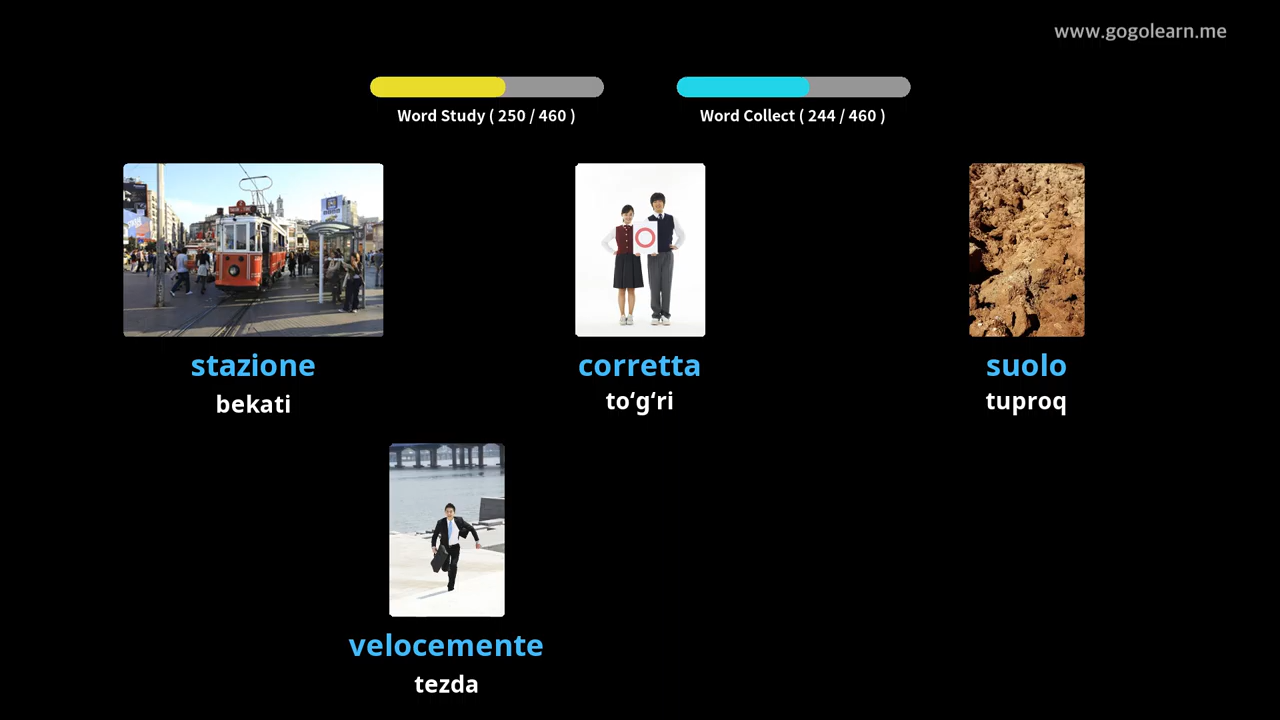 www.gogolearn.me
Word Study ( 250 / 460 )
Word Collect ( 244 / 460 )
stazione
bekati
corretta
to‘g‘ri
suolo
tuproq
velocemente
tezda